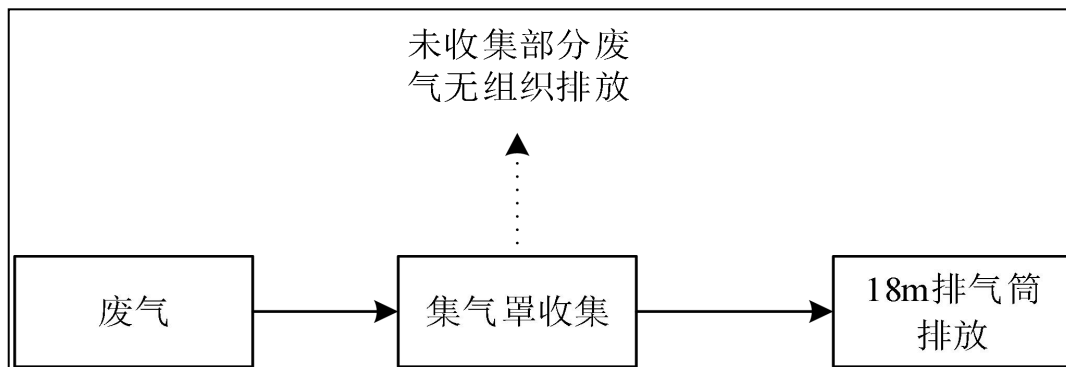 未收集部分废
气无组织排放
废气
集气罩收集
18m排气筒
排放